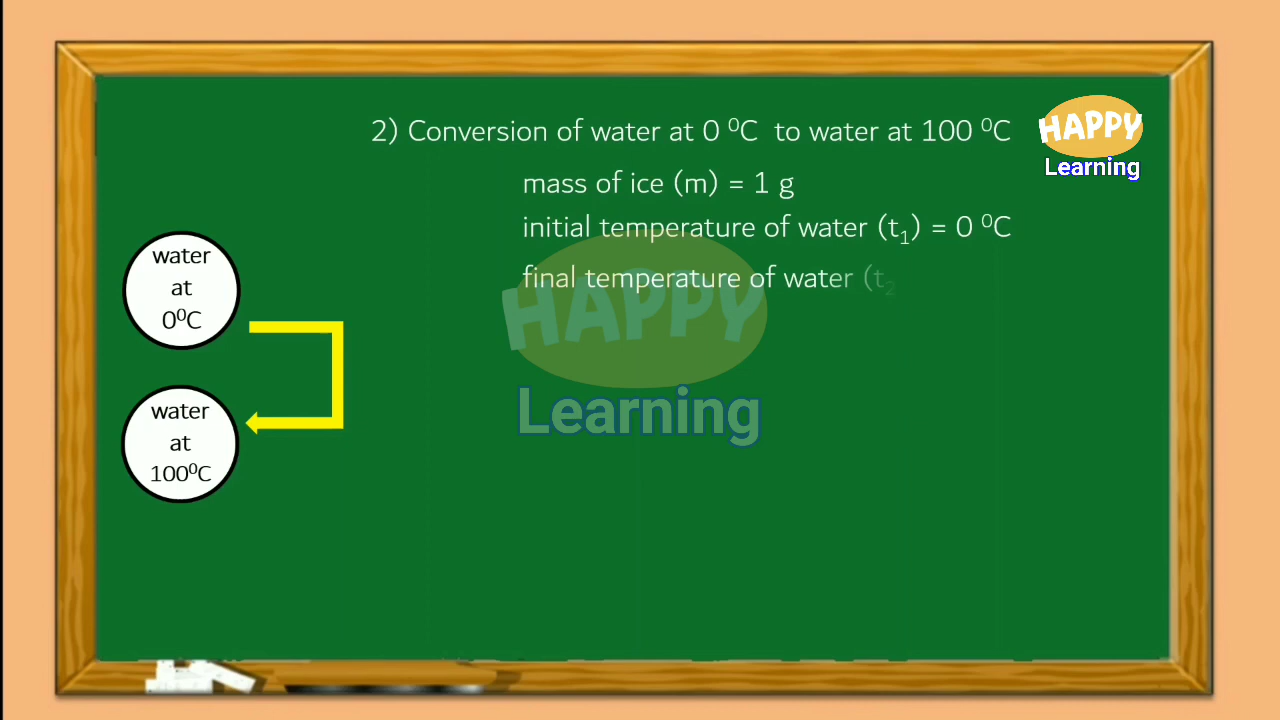 2) Conversion of water at 0 ⁰C to water at 100 ⁰C
HAPPY
Learning
mass of ice (m) = 1 g
initial temperature of water (t₁) = 0 ⁰C
final temperature of water (t₂
water
at
0⁰C
HAPPY
Learning
water
at
100⁰C